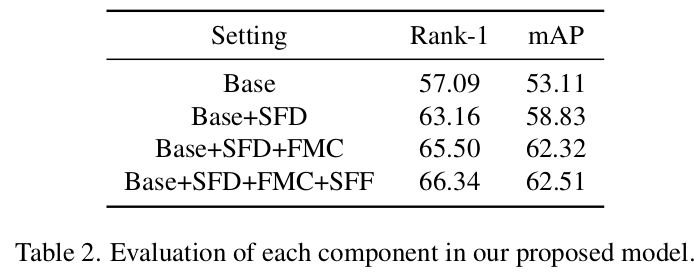 Setting Rank-1 mAP
Base 57.09 53.11
Base+SFD 63.16 58.83
Base+SFD+FMC 65.50 62.32
Base+SFD+FMC+SFF 66.34 62.51
Table 2. Evaluation of each component in our proposed model.